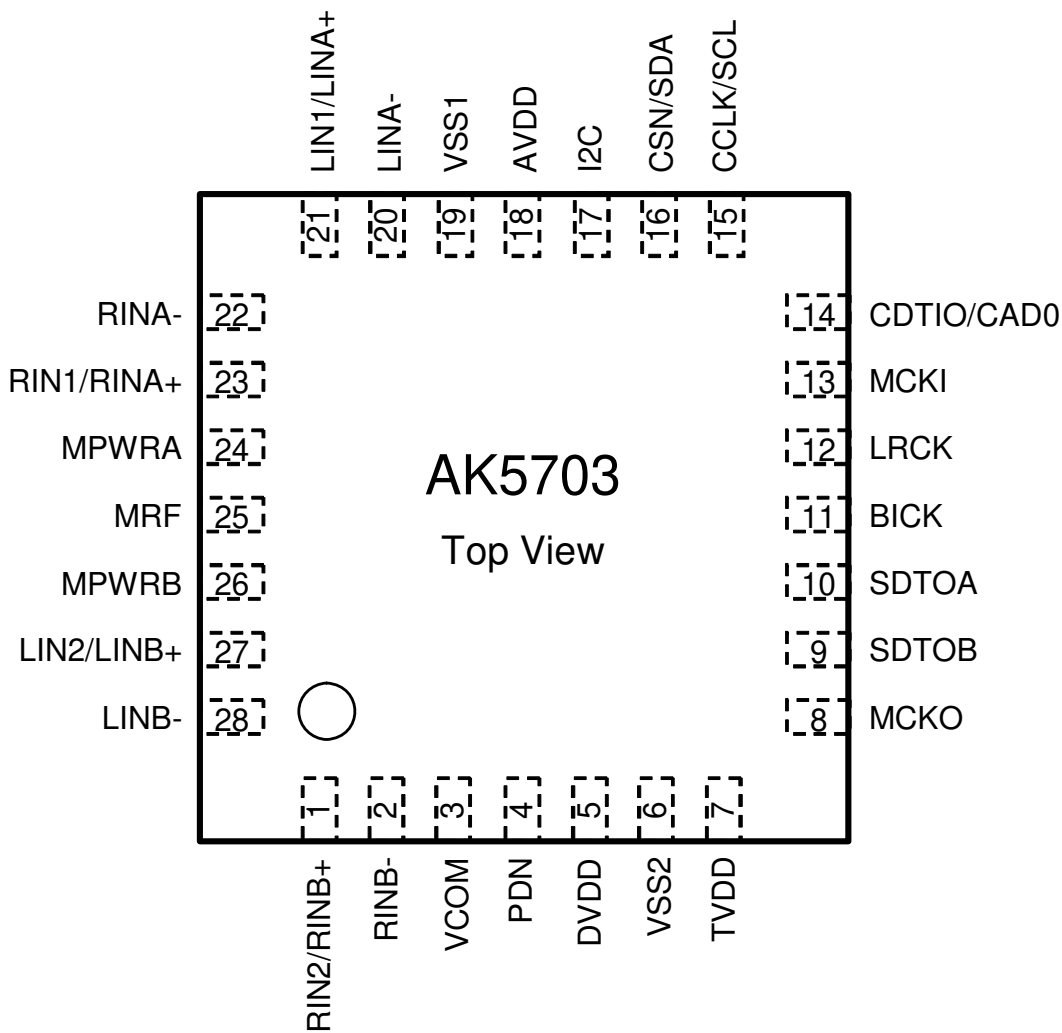 LIN1/LINA+
LINA-
VSS1
AVDD
I2C
CSN/SDA
CCLK/SCL
21
20
19
18
17
16
15
RINA-
22
14
CDTIO/CAD0
RIN1/RINA+
23
13
MCKI
MPWRA
24
12
LRCK
MRF
25
11
BICK
MPWRB
26
10
SDTOA
LIN2/LINB+
27
9
SDTOB
LINB-
28
8
MCKO
AK5703
Top View
1
2
3
4
5
6
7
RIN2/RINB+
RINB-
VCOM
PDN
DVDD
VSS2
TVDD